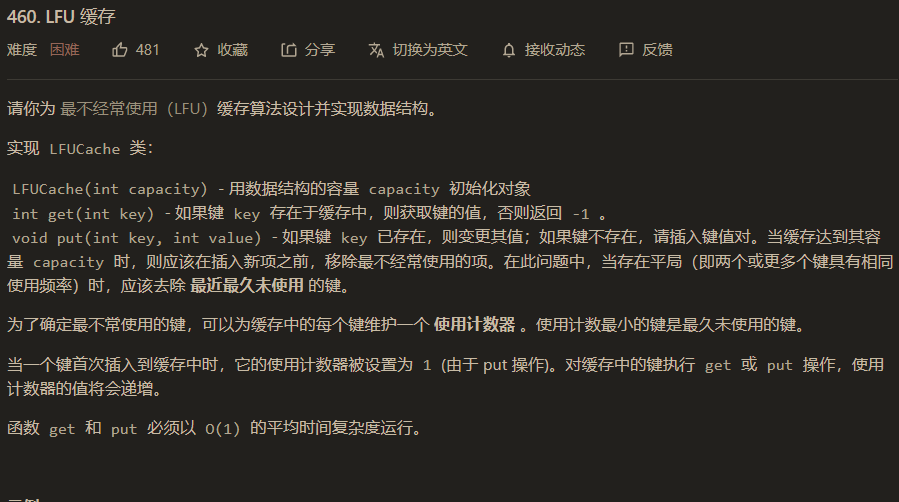 460. LFU 缓存
难度 困难 481 收藏 分享 切换为英文 接收动态 反馈
请你为 最不经常使用（LFU）缓存算法设计并实现数据结构。
实现 LFUCache 类：
LFUCache(int capacity) - 用数据结构的容量 capacity 初始化对象
int get(int key) - 如果键 key 存在于缓存中，则获取键的值，否则返回 -1 。
void put(int key, int value) - 如果键 key 已存在，则变更其值；如果键不存在，请插入键值对。当缓存达到其容
量 capacity 时，则应该在插入新项之前，移除最不经常使用的项。在此问题中，当存在平局（即两个或更多个键具有相同
使用频率）时，应该去除 最近最久未使用 的键。
为了确定最不常使用的键，可以为缓存中的每个键维护一个 使用计数器 。使用计数最小的键是最久未使用的键。
当一个键首次插入到缓存中时，它的使用计数器被设置为 1 (由于 put 操作)。对缓存中的键执行 get 或 put 操作，使用
计数器的值将会递增。
函数 get 和 put 必须以 O(1) 的平均时间复杂度运行。